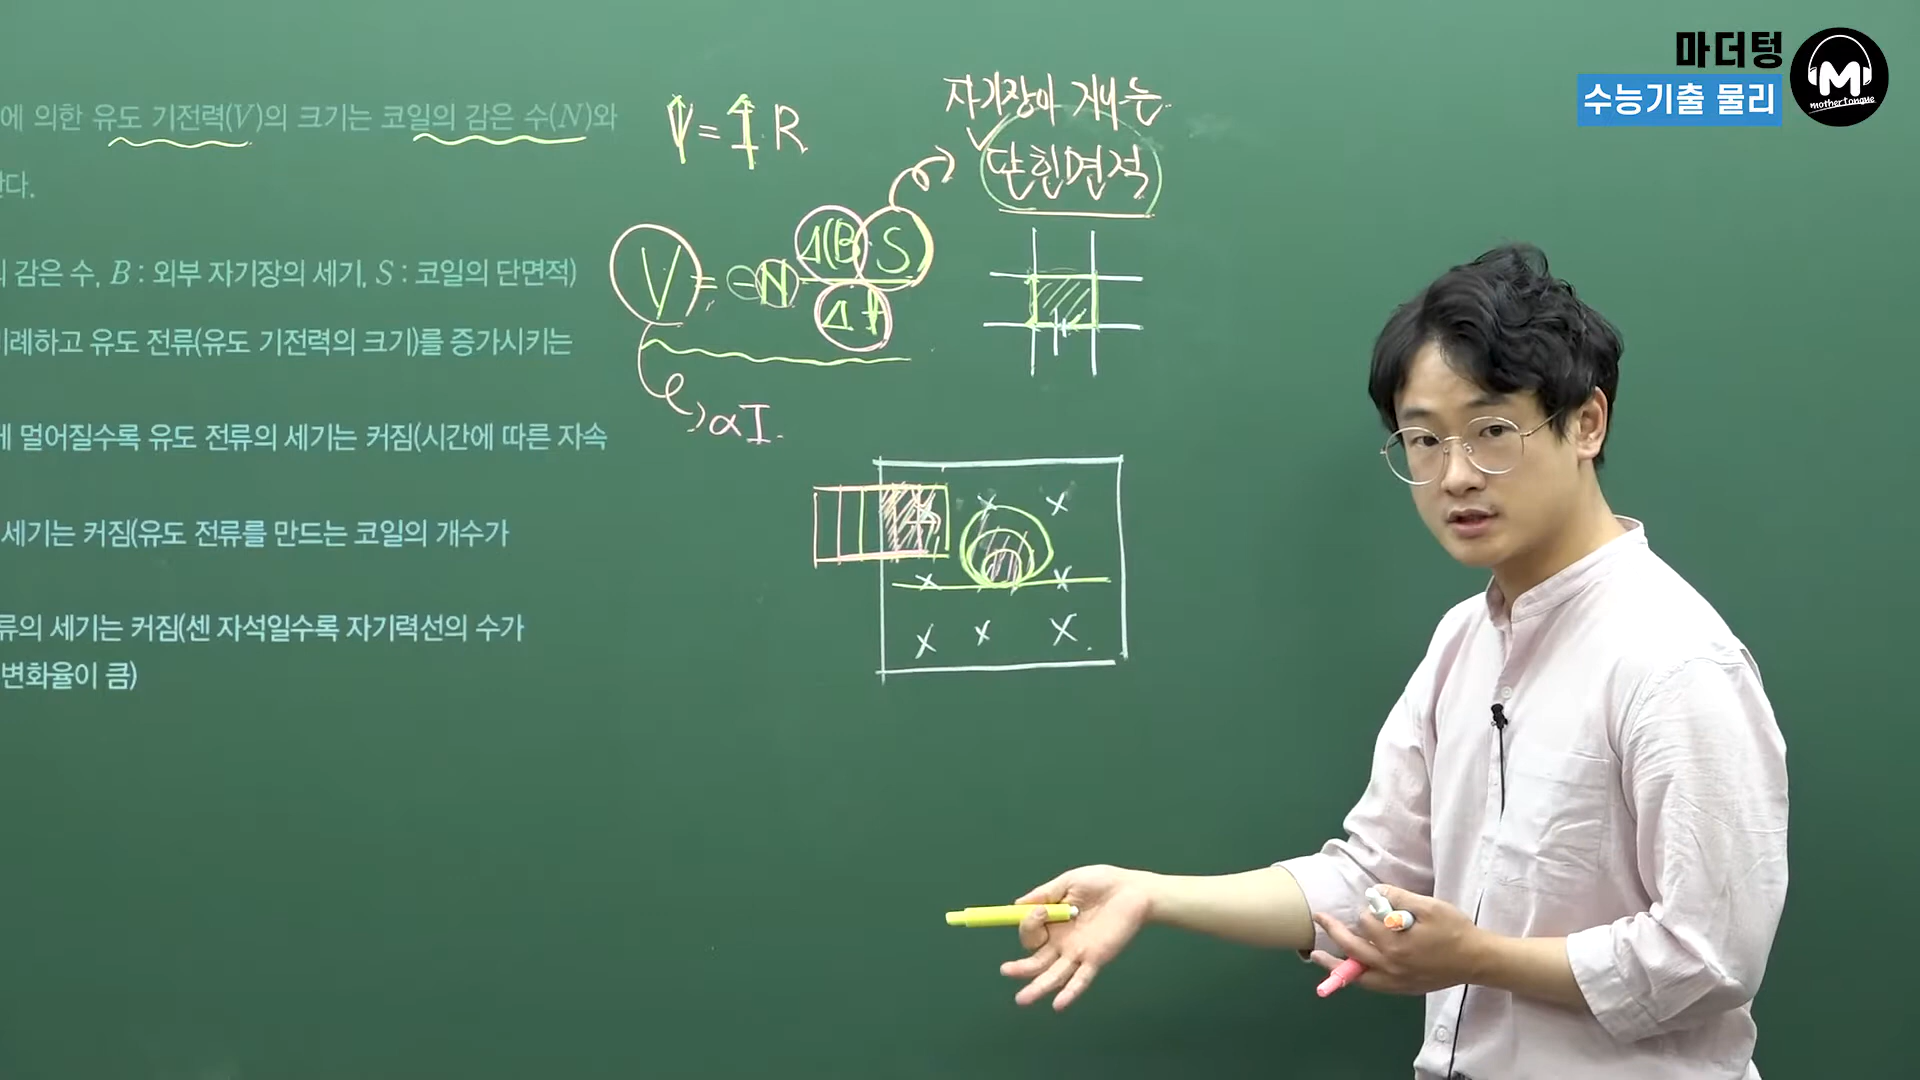 마더텅
수능기출 물리
M
mothertongue
에 의한 유도 기전력(V)의 크기는 코일의 감은 수(N)와
다.
감은 수, B : 외부 자기장의 세기, S : 코일의 단면적)
비례하고 유도 전류(유도 기전력의 크기)를 증가시키는
멀어질수록 유도 전류의 세기는 커짐(시간에 따른 자속
세기는 커짐(유도 전류를 만드는 코일의 개수가
류의 세기는 커짐(센 자석일수록 자기력선의 수가
변화율이 큼)
V = I R
자기장이 지나는
닫힌면적
V = -N Δ(B·S) / Δt
∝ I.
x x
x x
x x x